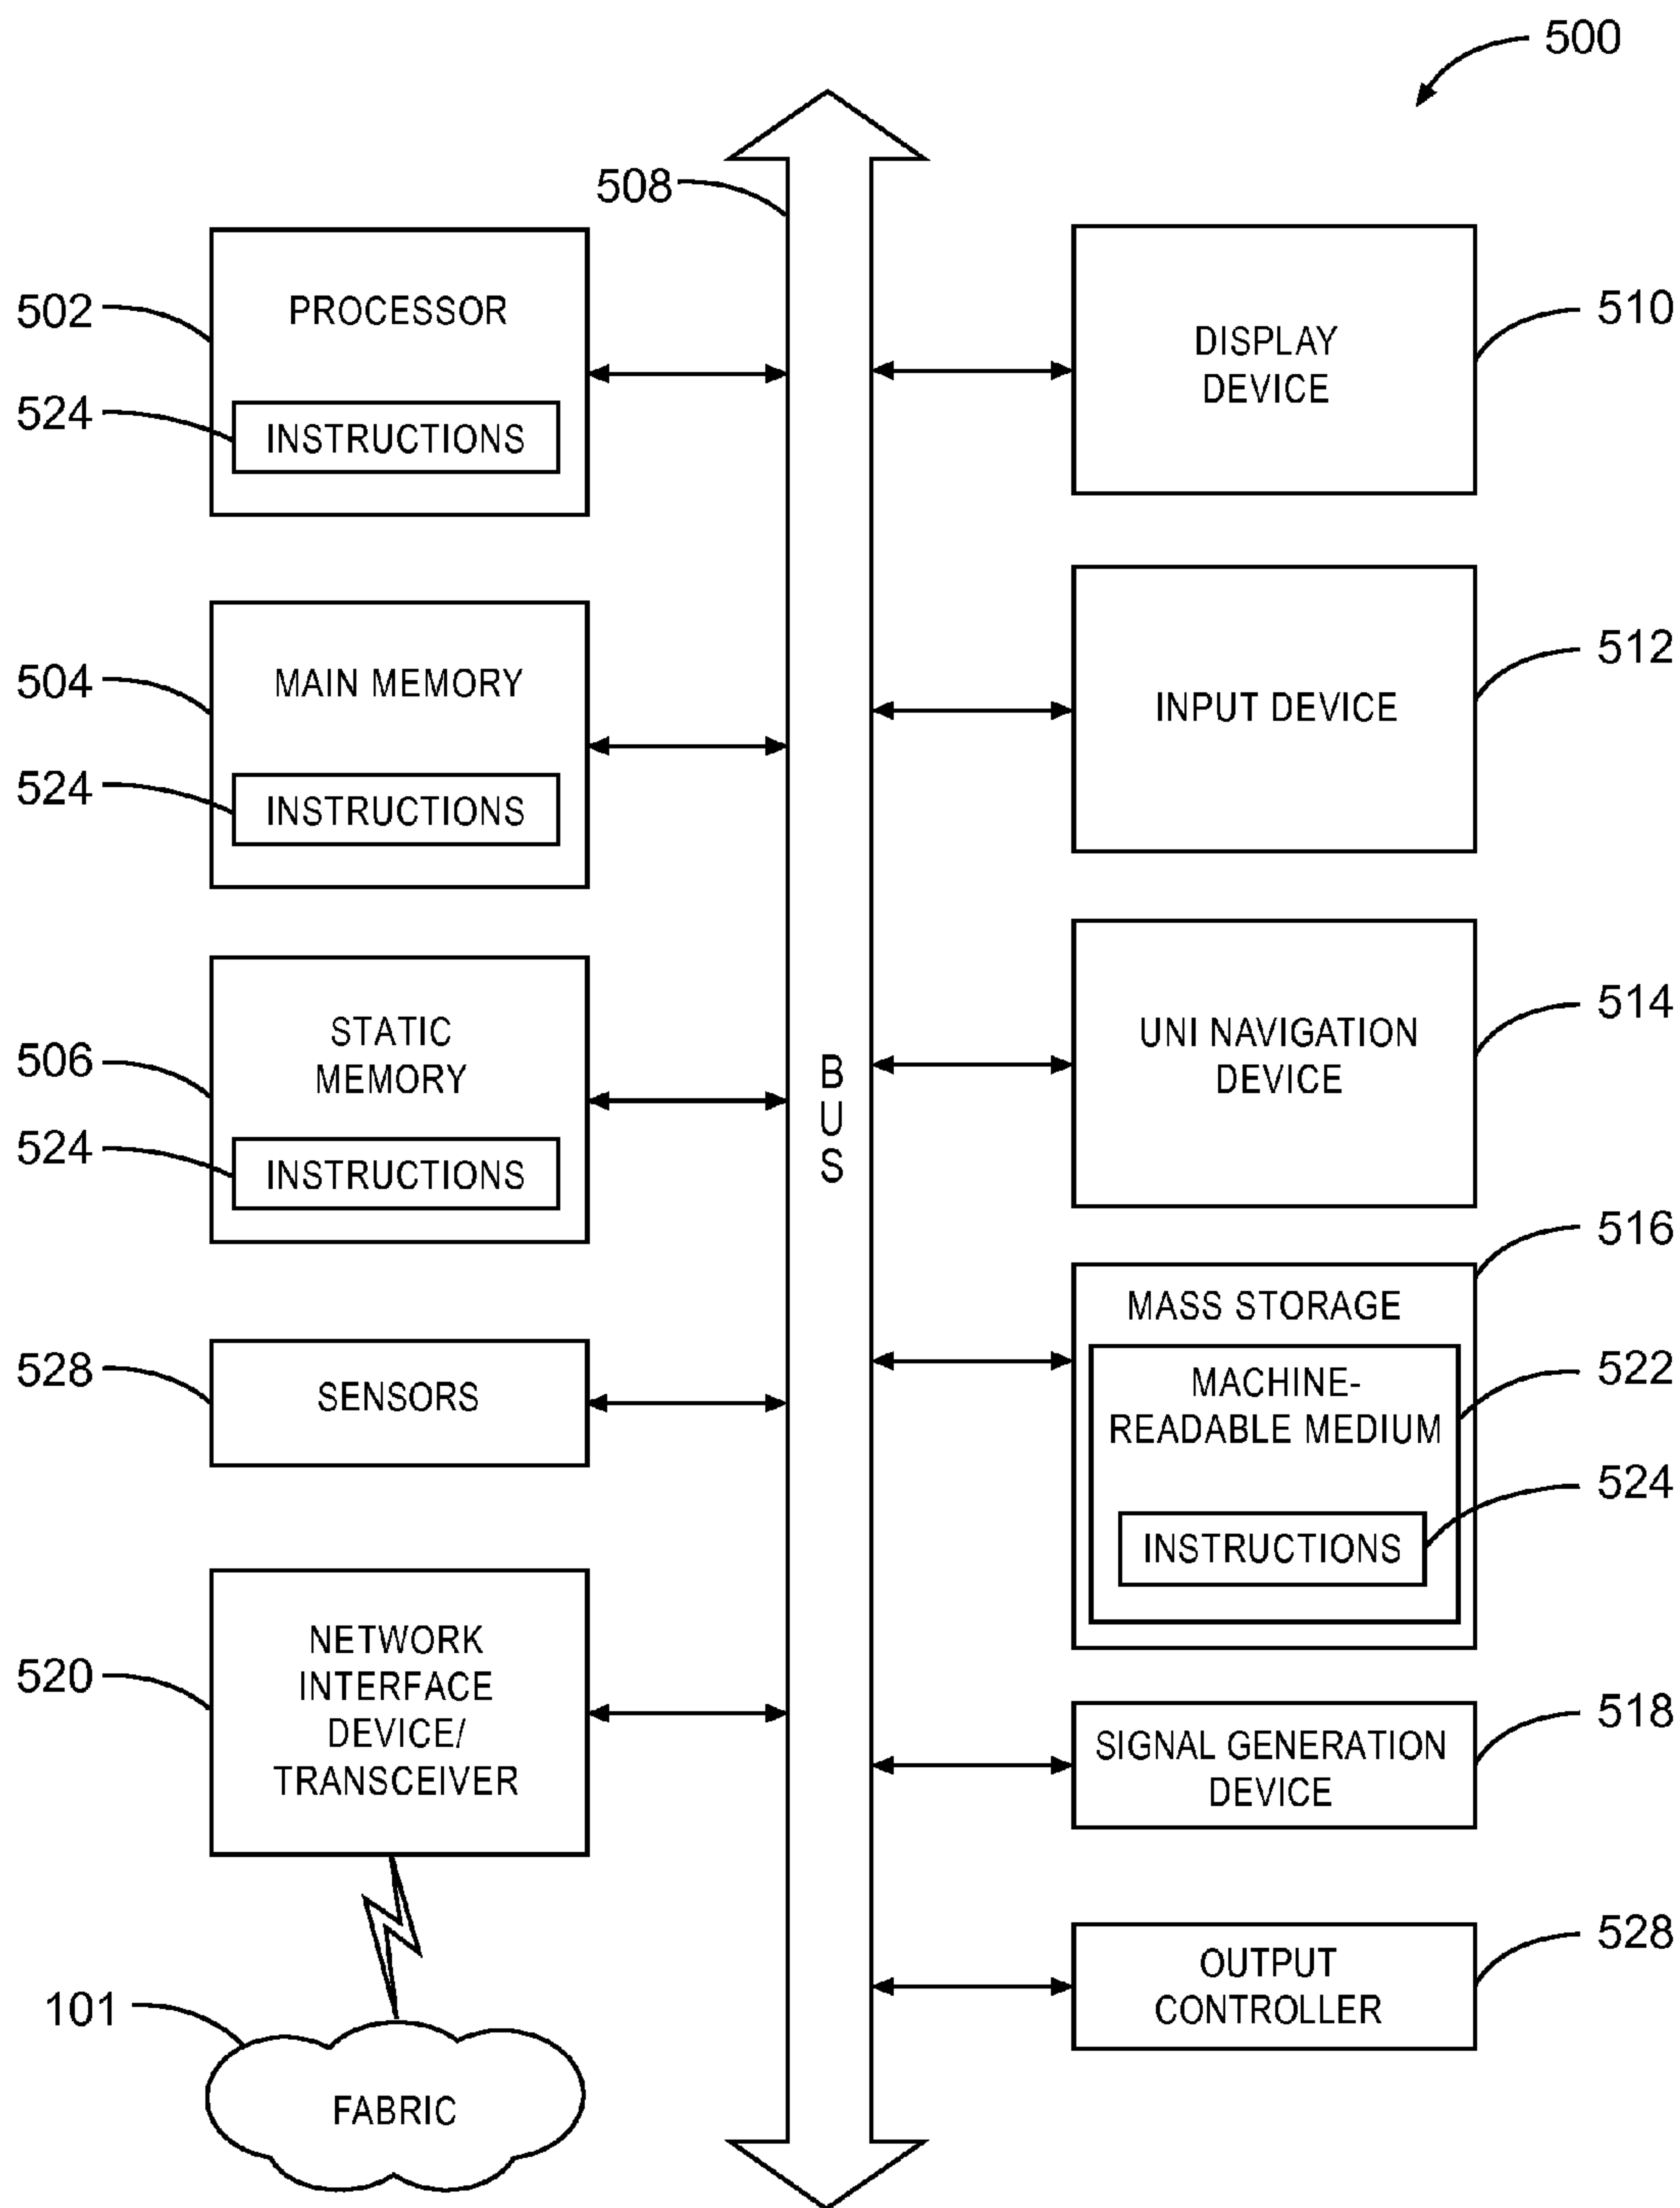 500
508
502
PROCESSOR
524
INSTRUCTIONS
504
MAIN MEMORY
524
INSTRUCTIONS
506
STATIC
MEMORY
524
INSTRUCTIONS
528
SENSORS
520
NETWORK
INTERFACE
DEVICE/
TRANSCEIVER
101
FABRIC
B
U
S
DISPLAY
DEVICE
510
INPUT DEVICE
512
UNI NAVIGATION
DEVICE
514
516
MASS STORAGE
MACHINE-
READABLE MEDIUM
522
524
INSTRUCTIONS
518
SIGNAL GENERATION
DEVICE
528
OUTPUT
CONTROLLER